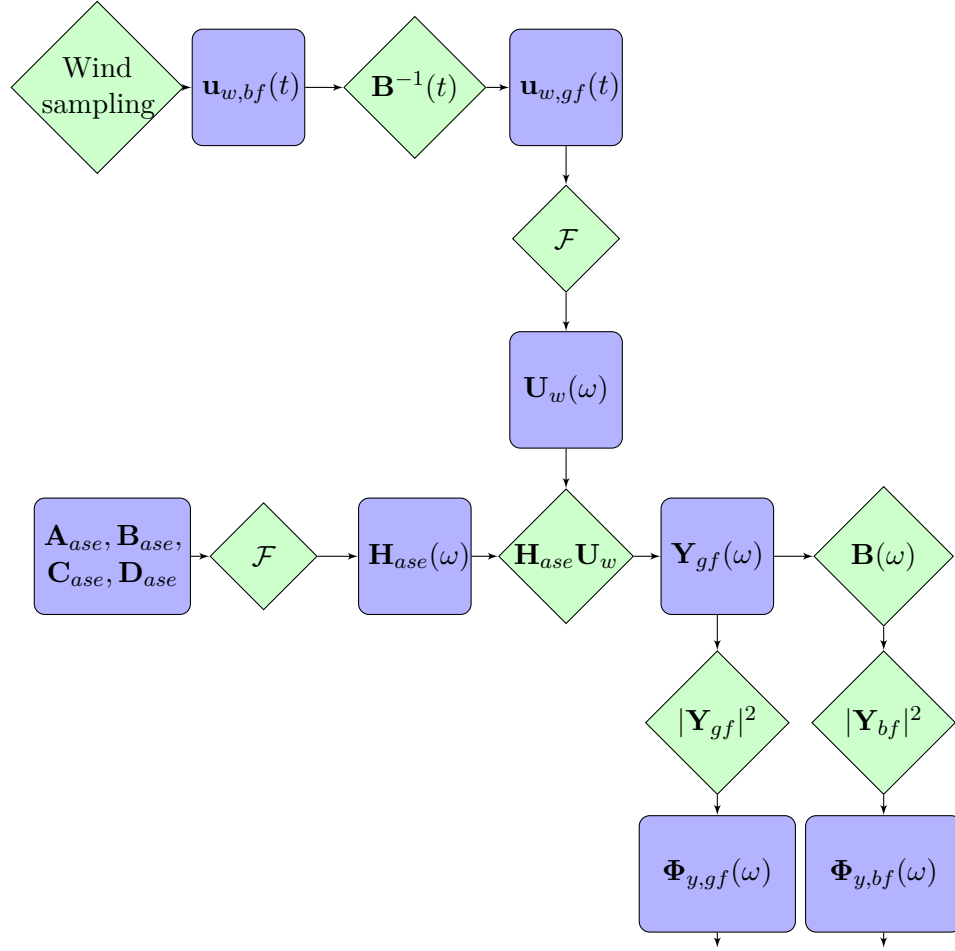 Wind
sampling
𝐮_{w,bf}(t)
𝐁^{−1}(t)
𝐮_{w,gf}(t)
ℱ
𝐔_w(ω)
𝐀_{ase}, 𝐁_{ase},
𝐂_{ase}, 𝐃_{ase}
ℱ
𝐇_{ase}(ω)
𝐇_{ase}𝐔_w
𝐘_{gf}(ω)
𝐁(ω)
|𝐘_{gf}|^2
|𝐘_{bf}|^2
𝚽_{y,gf}(ω)
𝚽_{y,bf}(ω)